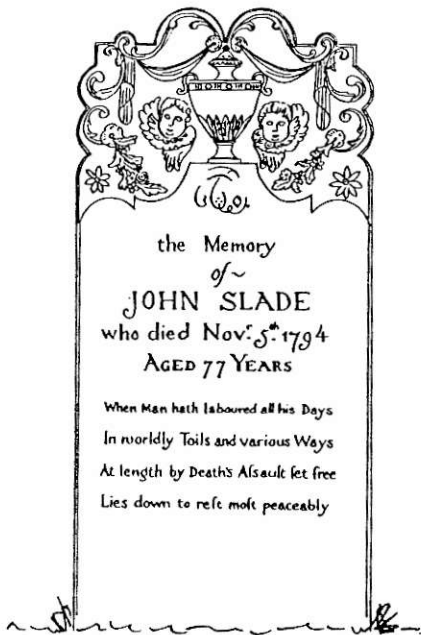 the Memory
of~
JOHN SLADE
who died Novʳ. 5ᵗʰ. 1794
AGED 77 YEARS
When Man hath laboured all his Days
In worldly Toils and various Ways
At length by Death's Aſsault ſet free
Lies down to reſt moſt peaceably